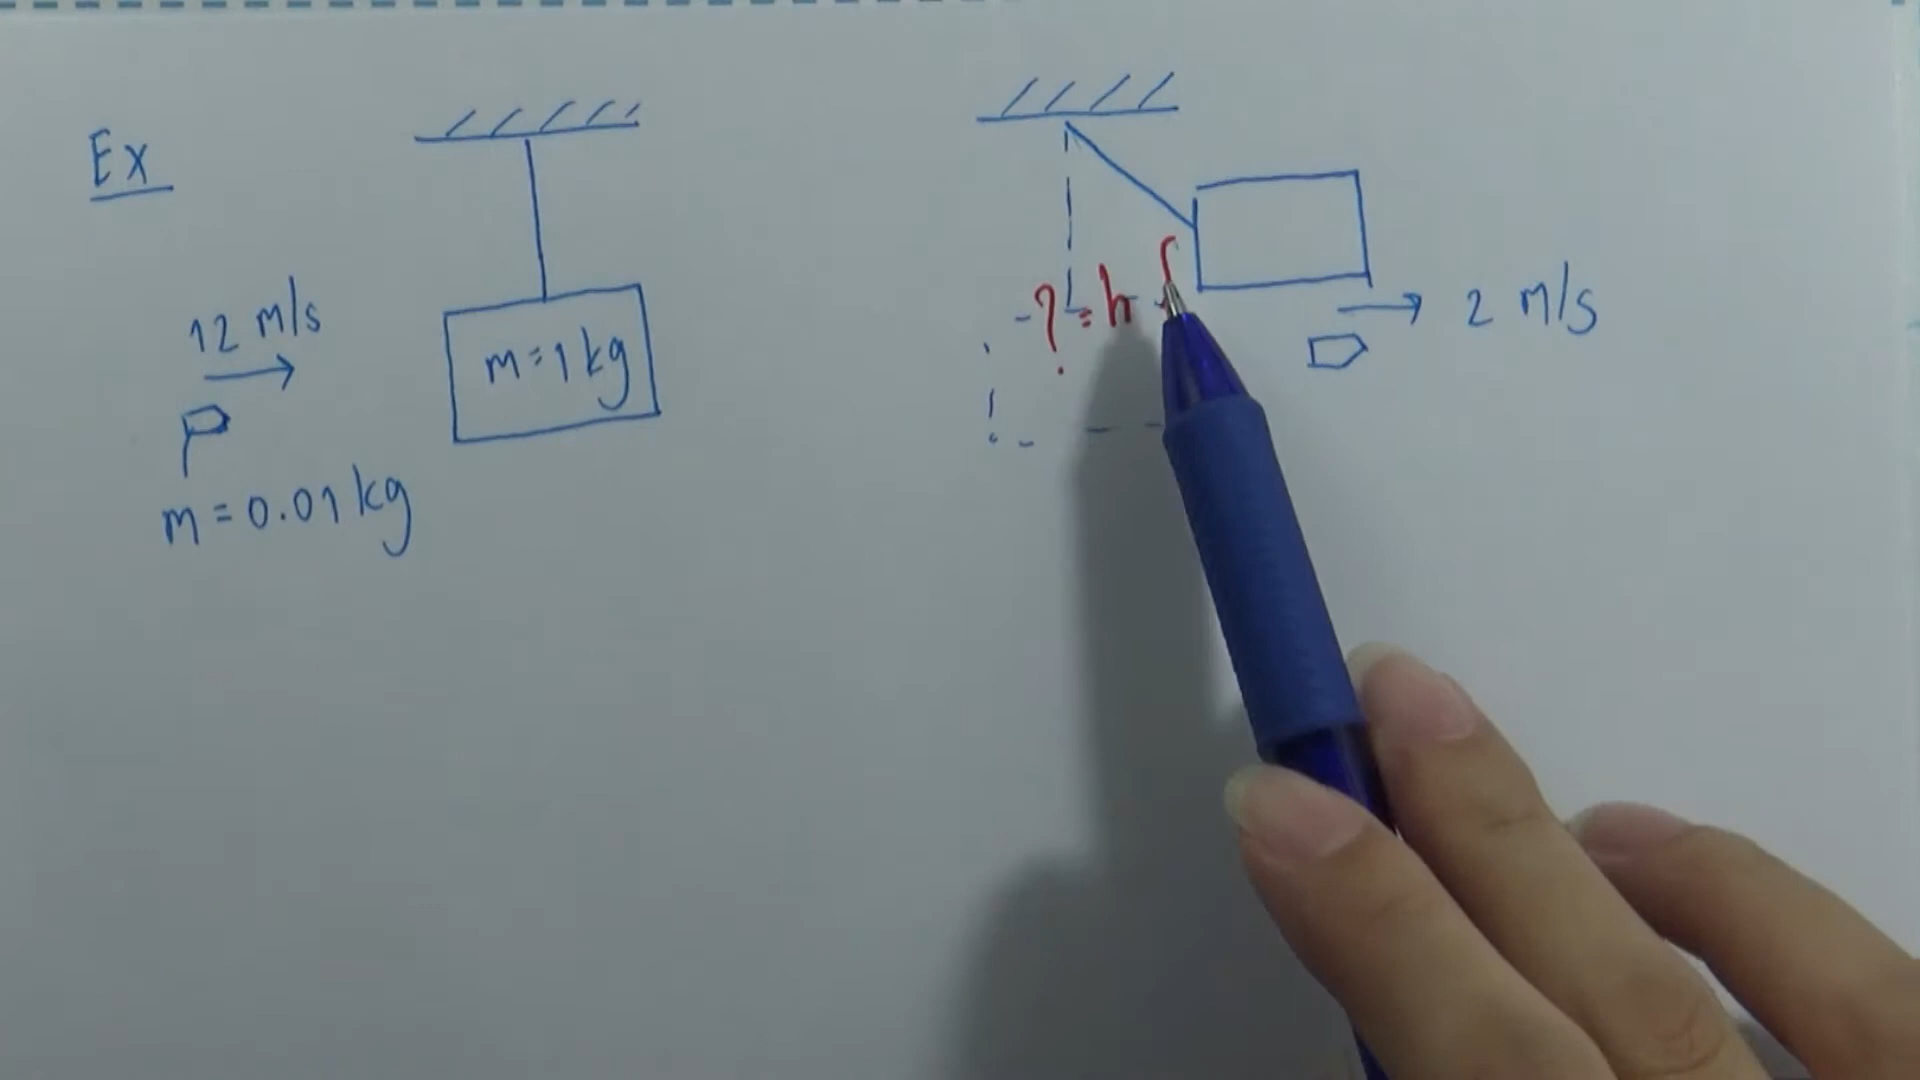 Ex
12 m/s
m = 1 kg
m = 0.01 kg
? = h
2 m/s